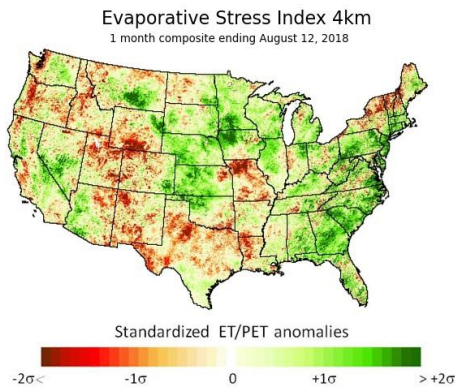 Evaporative Stress Index 4km
1 month composite ending August 12, 2018
Standardized ET/PET anomalies
-2σ< -1σ 0 +1σ > +2σ